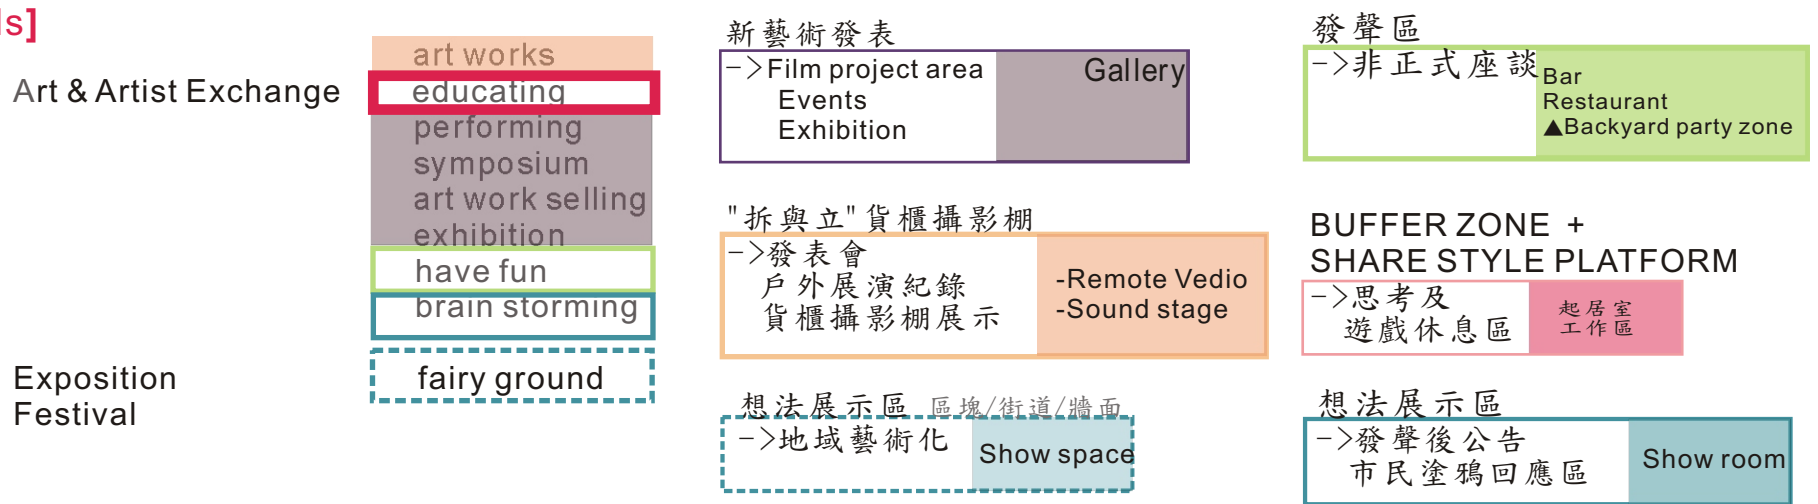 ls]
Art & Artist Exchange
Exposition
Festival
art works
educating
performing
symposium
art work selling
exhibition
have fun
brain storming
fairy ground
新藝術發表
->Film project area
Events
Exhibition
Gallery
"拆與立"貨櫃攝影棚
->發表會
戶外展演紀錄
貨櫃攝影棚展示
-Remote Vedio
-Sound stage
想法展示區 區塊/街道/牆面
->地域藝術化
Show space
發聲區
->非正式座談
Bar
Restaurant
▲Backyard party zone
BUFFER ZONE +
SHARE STYLE PLATFORM
->思考及
遊戲休息區
起居室
工作區
想法展示區
->發聲後公告
市民塗鴉回應區
Show room